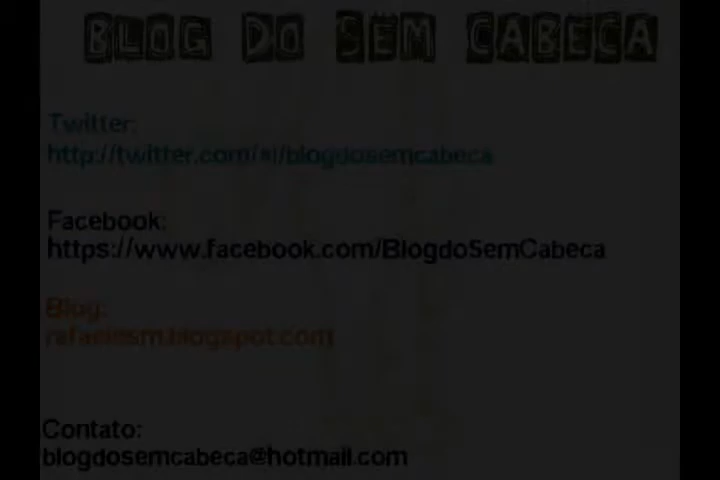 BLOG DO SEM CABECA
Twitter:
http://twitter.com/#!/blogdosemcabeca
Facebook:
https://www.facebook.com/BlogdoSemCabeca
Blog:
Contato:
blogdosemcabeca@hotmail.com